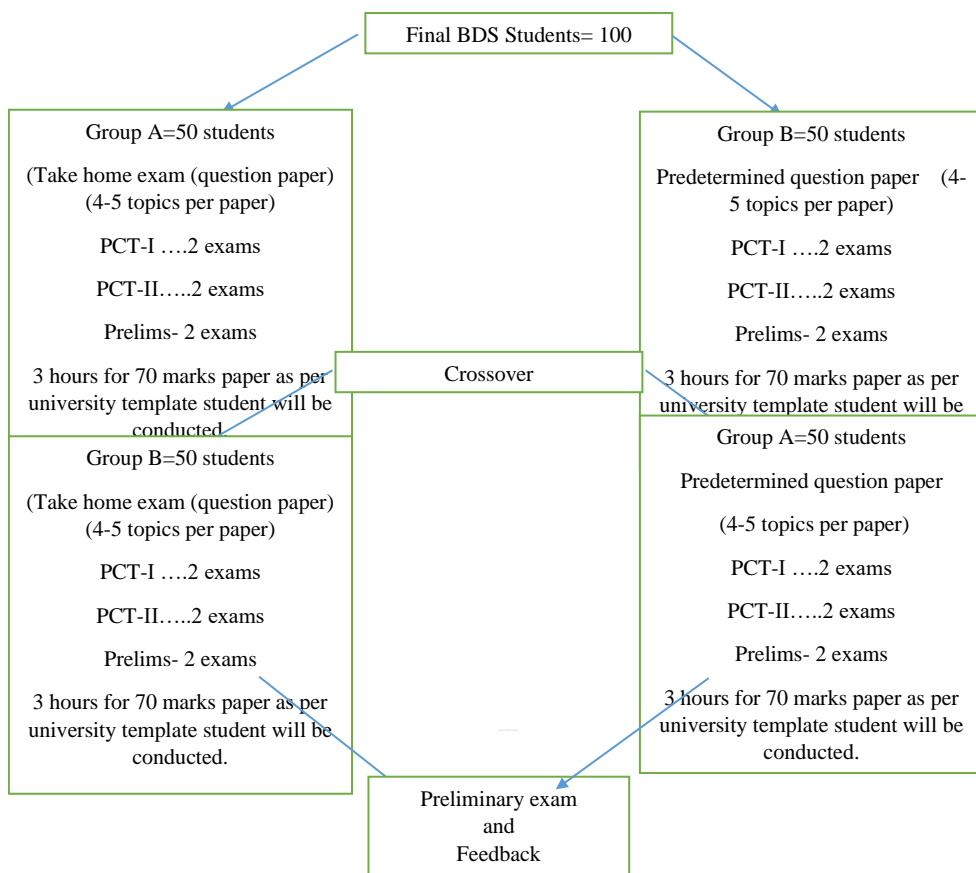 Final BDS Students= 100
Group A=50 students
(Take home exam (question paper)
(4-5 topics per paper)
PCT-I ….2 exams
PCT-II…..2 exams
Prelims- 2 exams
3 hours for 70 marks paper as per
university template student will be
conducted.
Group B=50 students
Predetermined question paper (4-
5 topics per paper)
PCT-I ….2 exams
PCT-II…..2 exams
Prelims- 2 exams
3 hours for 70 marks paper as per
university template student will be
Crossover
Group B=50 students
(Take home exam (question paper)
(4-5 topics per paper)
PCT-I ….2 exams
PCT-II…..2 exams
Prelims- 2 exams
3 hours for 70 marks paper as per
university template student will be
conducted.
Group A=50 students
Predetermined question paper
(4-5 topics per paper)
PCT-I ….2 exams
PCT-II…..2 exams
Prelims- 2 exams
3 hours for 70 marks paper as per
university template student will be
conducted.
Preliminary exam
and
Feedback